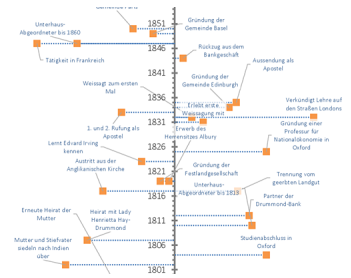 Gründung der
Gemeinde Basel
1851
Unterhaus-
Abgeordneter bis 1860
1846
Rückzug aus dem
Bankgeschäft
Tätigkeit in Frankreich
Aussendung als
Apostel
1841
Gründung der
Gemeinde Edinburgh
Weissagt zum ersten
Mal
1836
Erlebt erste
Weissagung mit
Verkündigt Lehre auf
den Straßen Londons
1831
1. und 2. Rufung als
Apostel
Erwerb des
Herrensitzes Albury
Gründung einer
Professur für
Nationalökonomie in
Oxford
1826
Lernt Edward Irving
kennen
Austritt aus der
Anglikanischen Kirche
1821
Gründung der
Festlandgesellschaft
Trennung vom
geerbten Landgut
Unterhaus-
Abgeordneter bis 1813
1816
Partner der
Drummond-Bank
Erneute Heirat der
Mutter
Heirat mit Lady
Henrietta Hay-
Drummond
1811
Mutter und Stiefvater
siedeln nach Indien
über
1806
Studienabschluss in
Oxford
1801